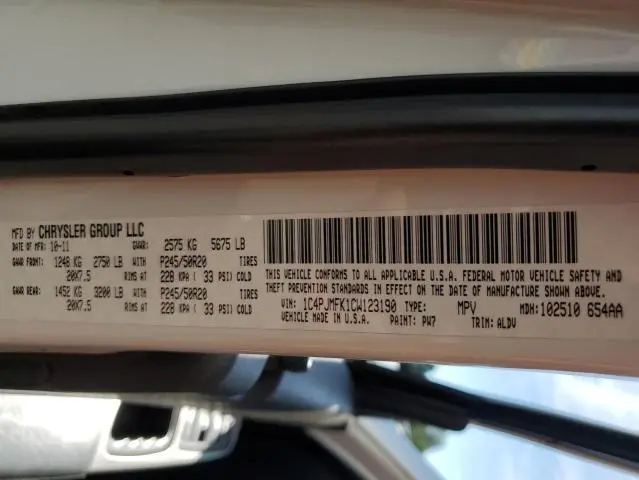 MFD BY CHRYSLER GROUP LLC
DATE OF MFR: 10-11 GVWR: 2575 KG 5675 LB
GAWR FRONT: 1248 KG 2750 LB P245/50R20 TIRES
20X7.5 RIMS AT 228 KPA ( 33 PSI) COLD
GAWR REAR: 1452 KG 3200 LB P245/50R20 TIRES
20X7.5 RIMS AT 228 KPA ( 33 PSI) COLD
THIS VEHICLE CONFORMS TO ALL APPLICABLE U.S.A. FEDERAL MOTOR VEHICLE SAFETY AND
THEFT PREVENTION STANDARDS IN EFFECT ON THE DATE OF MANUFACTURE SHOWN ABOVE.
VIN: 1C4PJMFK1CW123190 TYPE: MPV MDH: 102510 654AA
VEHICLE MADE IN U.S.A. PAINT: PW7 TRIM: ALDV